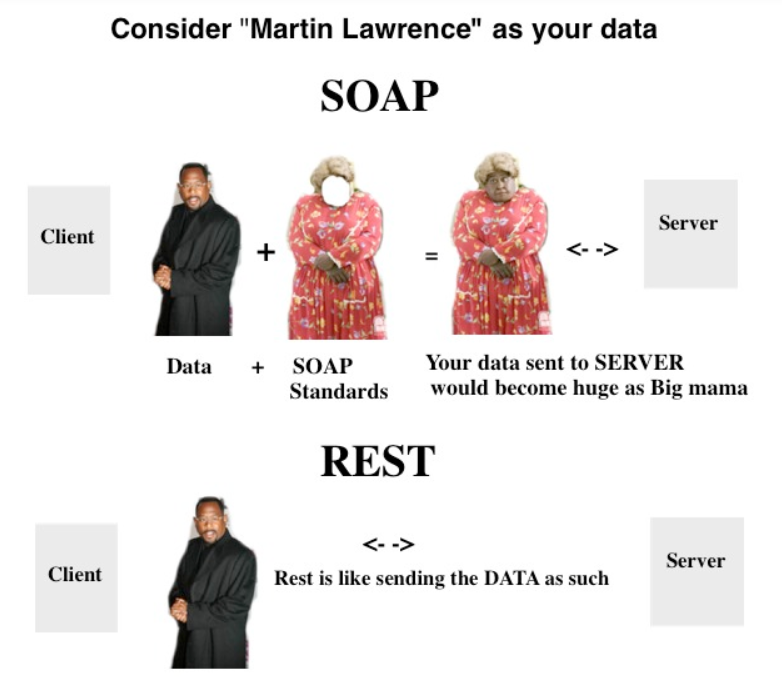 Consider "Martin Lawrence" as your data
SOAP
Client
+
=
<- ->
Server
Data + SOAP
Standards
Your data sent to SERVER
would become huge as Big mama
REST
Client
<- ->
Rest is like sending the DATA as such
Server